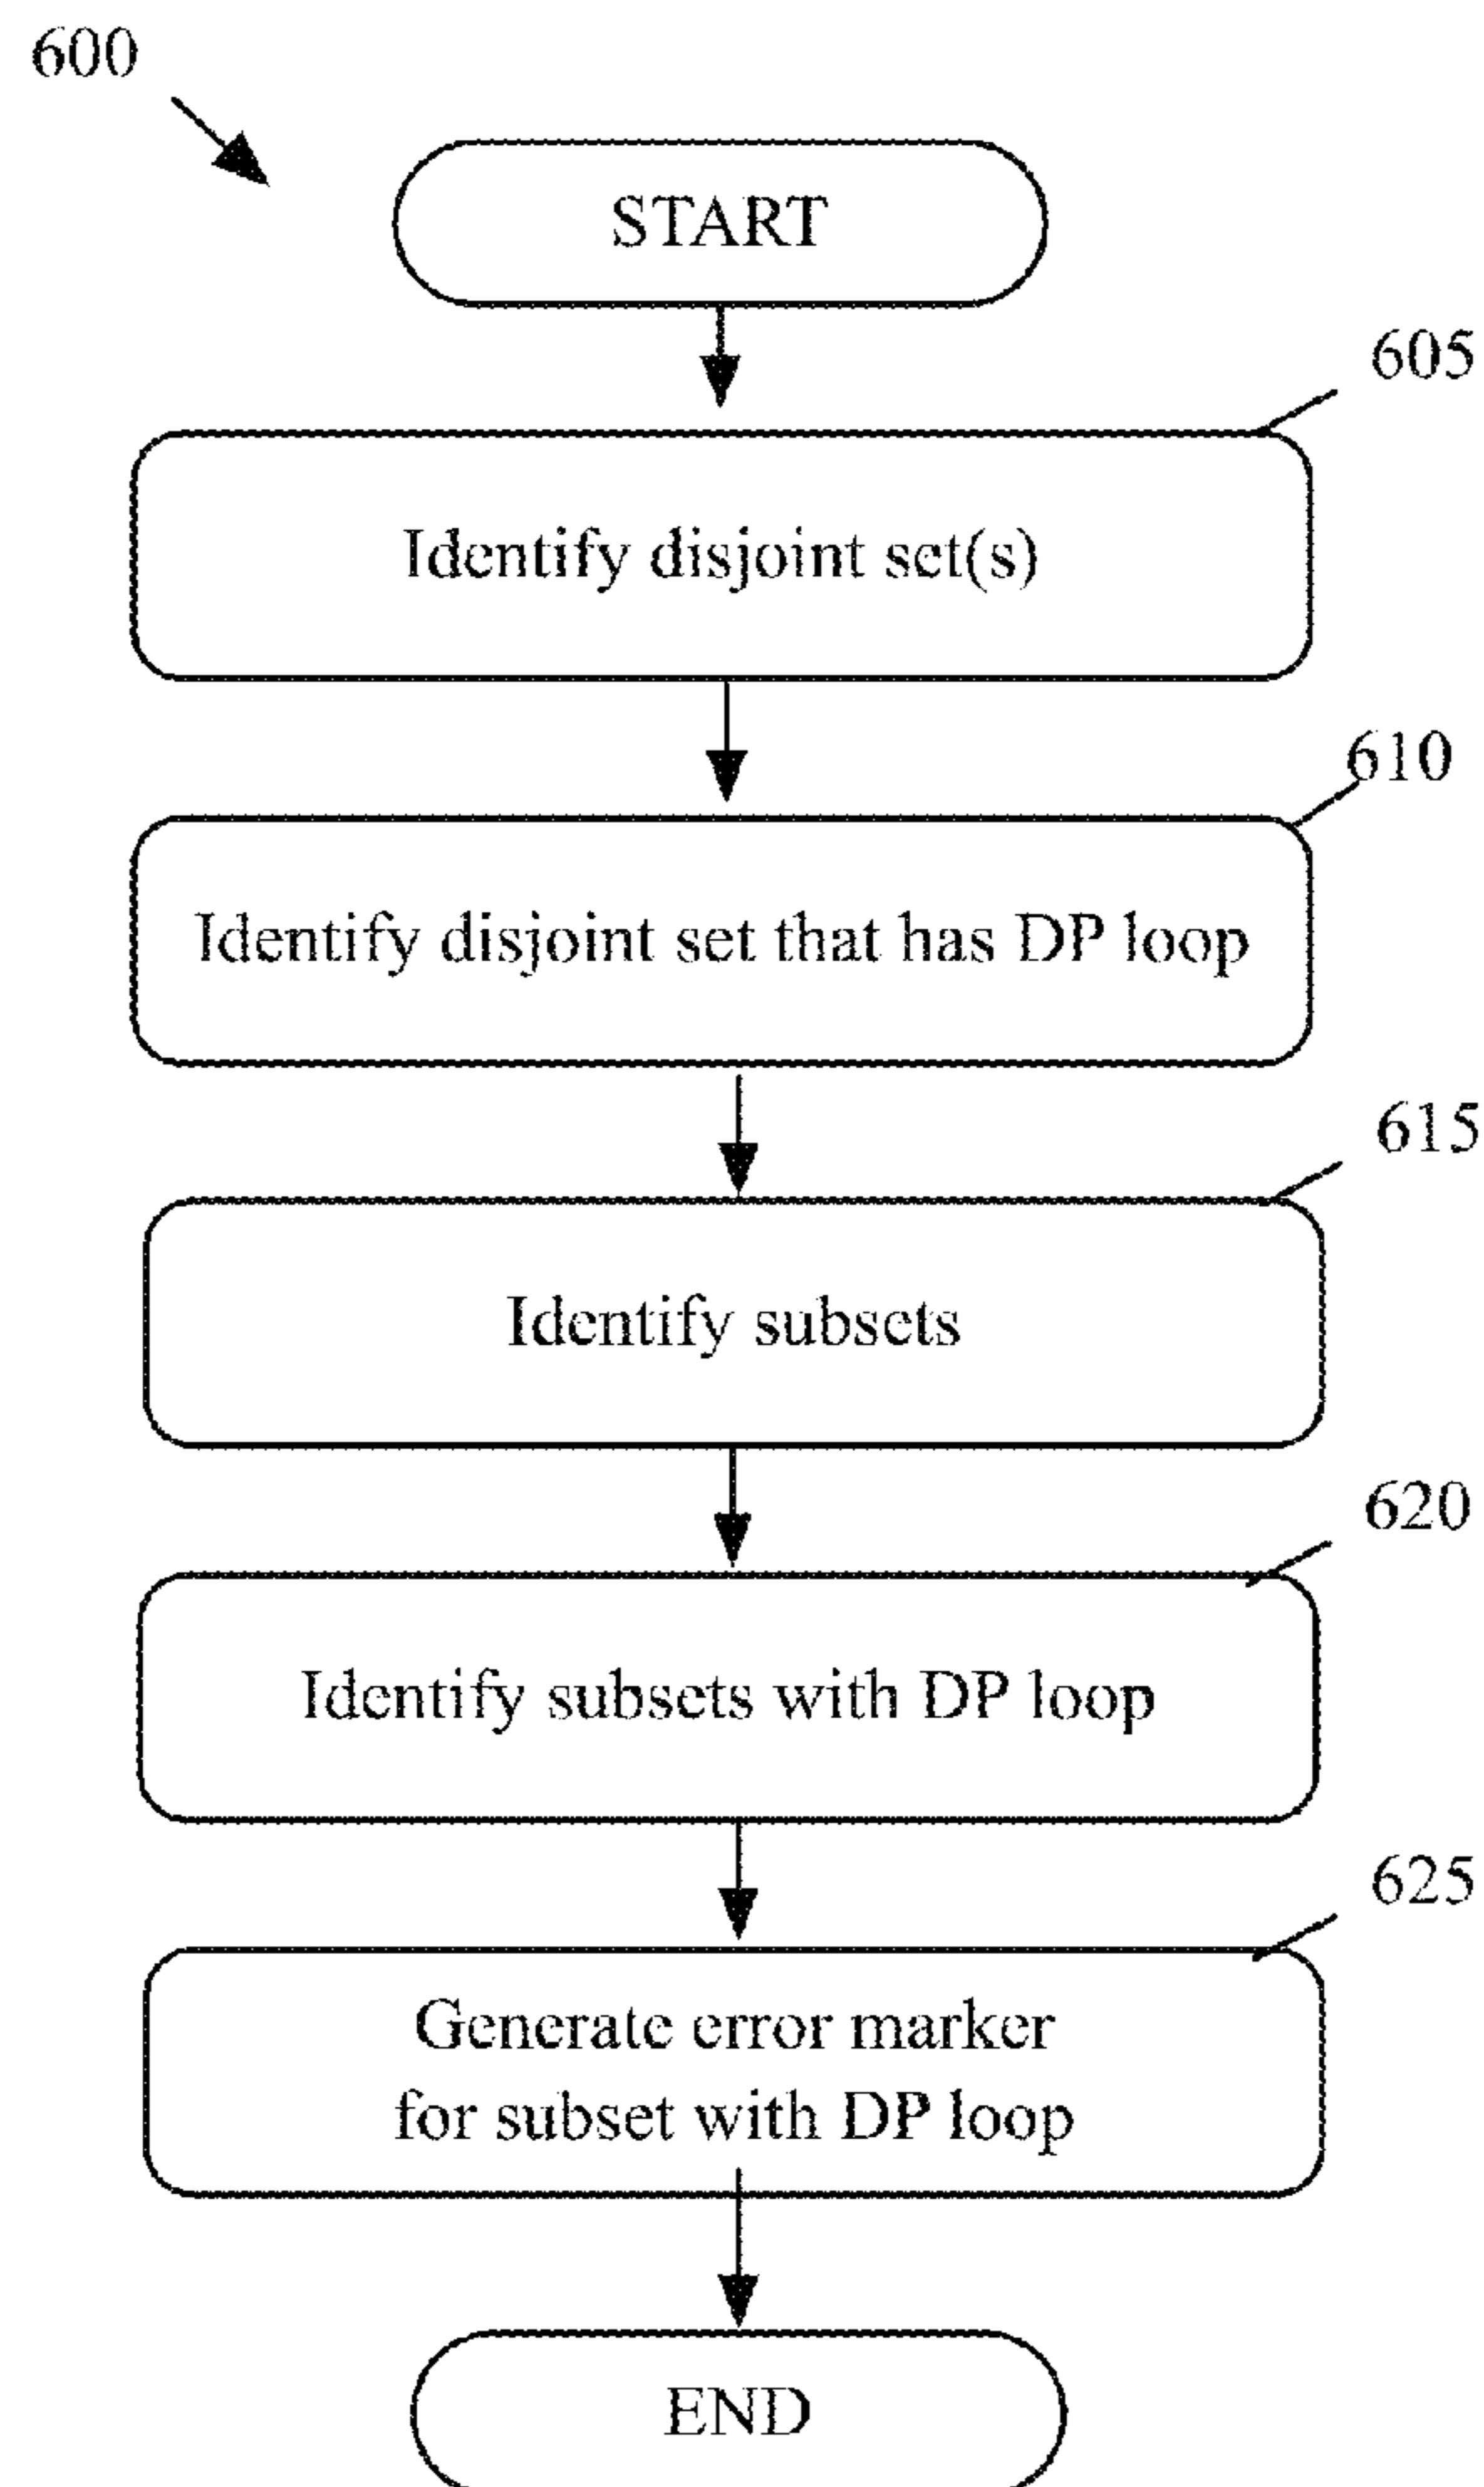 600
START
605
Identify disjoint set(s)
610
Identify disjoint set that has DP loop
615
Identify subsets
620
Identify subsets with DP loop
625
Generate error marker
for subset with DP loop
END